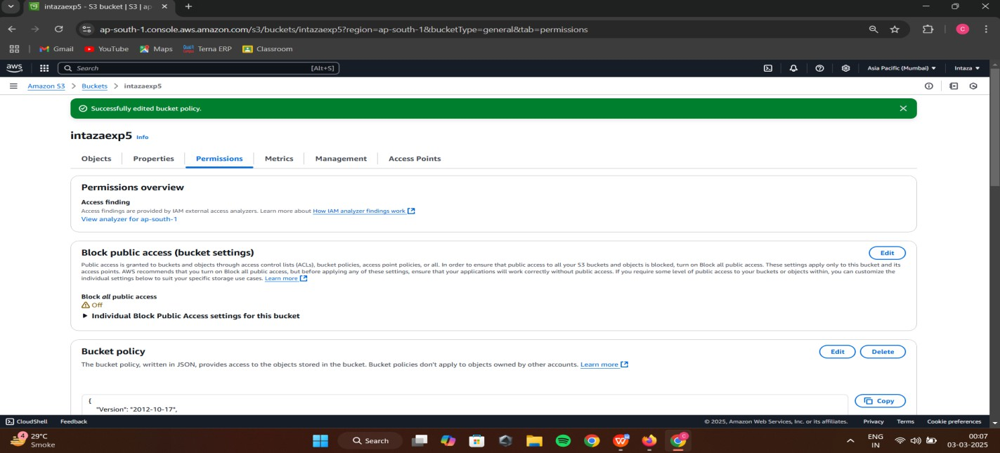 intazaexp5 - S3 bucket | S3 | ap
ap-south-1.console.aws.amazon.com/s3/buckets/intazaexp5?region=ap-south-1&bucketType=general&tab=permissions
C
Gmail YouTube Maps Terna ERP Classroom
aws Search [Alt+S] Asia Pacific (Mumbai) Intaza
Amazon S3 > Buckets > intazaexp5
Successfully edited bucket policy.
intazaexp5 Info
Objects Properties Permissions Metrics Management Access Points
Permissions overview
Access finding
Access findings are provided by IAM external access analyzers. Learn more about How IAM analyzer findings work
View analyzer for ap-south-1
Block public access (bucket settings) Edit
Public access is granted to buckets and objects through access control lists (ACLs), bucket policies, access point policies, or all. In order to ensure that public access to all your S3 buckets and objects is blocked, turn on Block all public access. These settings apply only to this bucket and its
access points. AWS recommends that you turn on Block all public access, but before applying any of these settings, ensure that your applications will work correctly without public access. If you require some level of public access to your buckets or objects within, you can customize the
individual settings below to suit your specific storage use cases. Learn more
Block all public access
Off
Individual Block Public Access settings for this bucket
Bucket policy Edit Delete
The bucket policy, written in JSON, provides access to the objects stored in the bucket. Bucket policies don't apply to objects owned by other accounts. Learn more
{ Copy
"Version": "2012-10-17",
CloudShell Feedback © 2025, Amazon Web Services, Inc. or its affiliates. Privacy Terms Cookie preferences
4 29°C Smoke
Search
ENG IN
00:07
03-03-2025